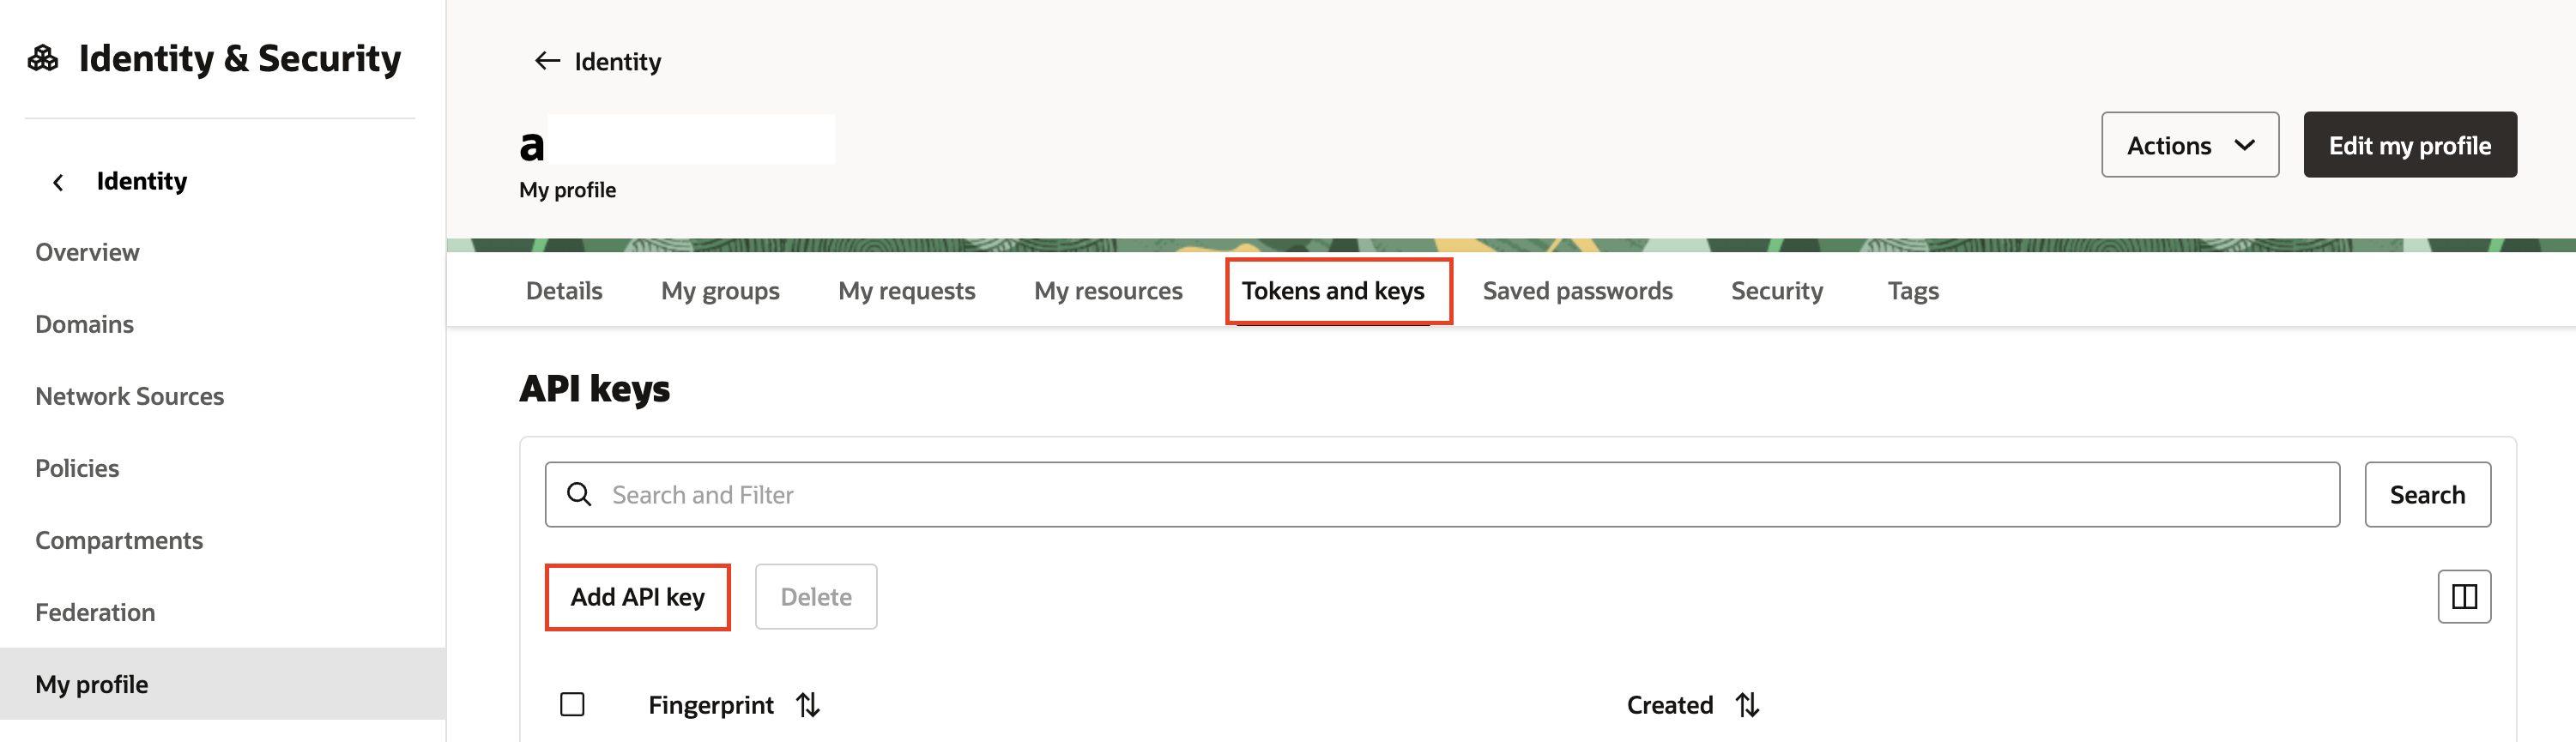 Identity & Security
Identity
Overview
Domains
Network Sources
Policies
Compartments
Federation
My profile
Identity
a
My profile
Actions
Edit my profile
Details
My groups
My requests
My resources
Tokens and keys
Saved passwords
Security
Tags
API keys
Search and Filter
Search
Add API key
Delete
Fingerprint
Created